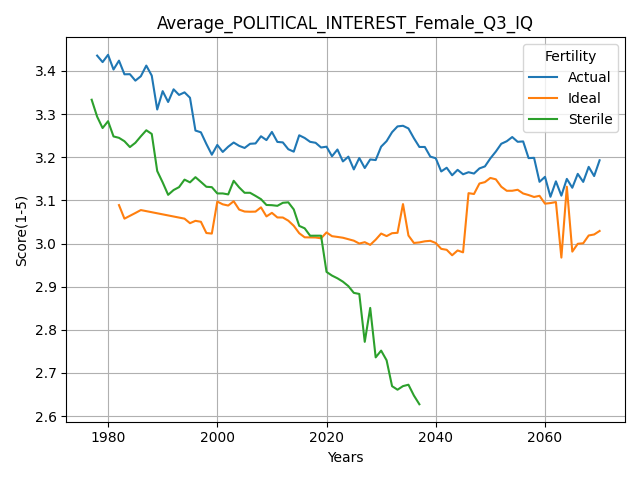 Average_POLITICAL_INTEREST_Female_Q3_IQ
Fertility
Actual
Ideal
Sterile
Score(1-5)
3.4
3.3
3.2
3.1
3.0
2.9
2.8
2.7
2.6
1980 2000 2020 2040 2060
Years